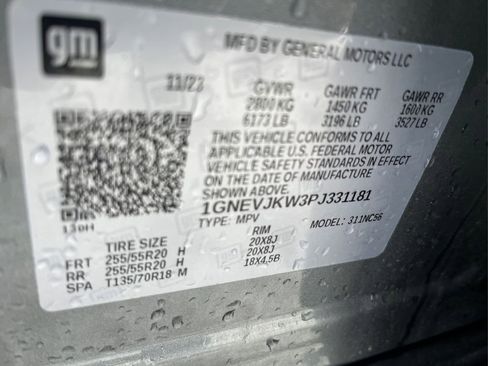 gm
MFD BY GENERAL MOTORS LLC
11/23 GVWR GAWR FRT GAWR RR
2800 KG 1450 KG 1600 KG
6173 LB 3196 LB 3527 LB
THIS VEHICLE CONFORMS TO ALL
APPLICABLE U.S. FEDERAL MOTOR
VEHICLE SAFETY STANDARDS IN EFFECT
ON THE DATE OF MANUFACTURE
SHOWN ABOVE.
1GNEVJKW3PJ331181
TYPE: MPV MODEL: 311NC56
130H
TIRE SIZE RIM
FRT 255/55R20 H 20X8J
RR 255/55R20 H 20X8J
SPA T135/70R18 M 18X4.5B